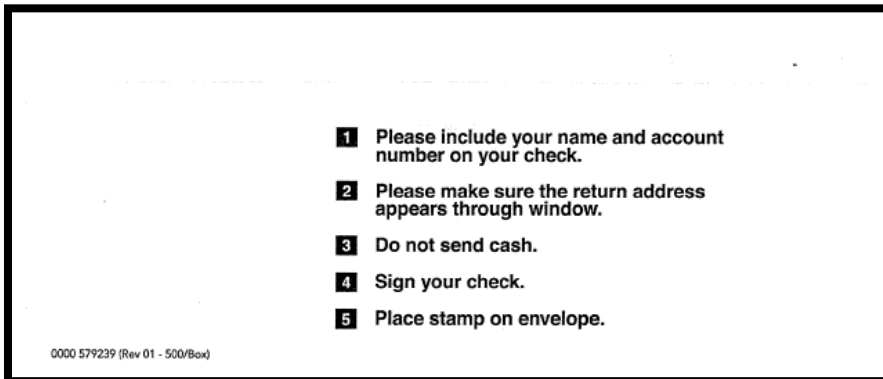 1 Please include your name and account
number on your check.
2 Please make sure the return address
appears through window.
3 Do not send cash.
4 Sign your check.
5 Place stamp on envelope.
0000 579239 (Rev 01 - 500/Box)